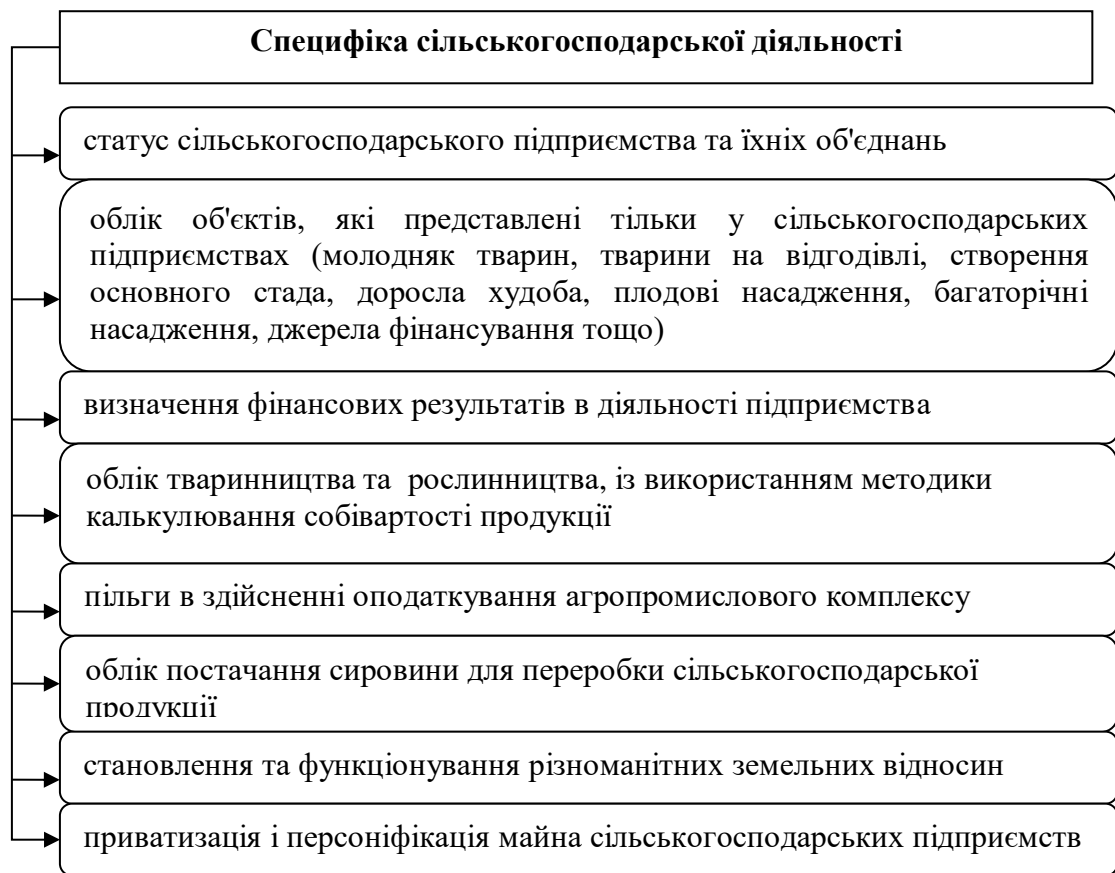 Специфіка сільськогосподарської діяльності
статус сільськогосподарського підприємства та їхніх об'єднань
облік об'єктів, які представлені тільки у сільськогосподарських
підприємствах (молодняк тварин, тварини на відгодівлі, створення
основного стада, доросла худоба, плодові насадження, багаторічні
насадження, джерела фінансування тощо)
визначення фінансових результатів в діяльності підприємства
облік тваринництва та рослинництва, із використанням методики
калькулювання собівартості продукції
пільги в здійсненні оподаткування агропромислового комплексу
облік постачання сировини для переробки сільськогосподарської
продукції
становлення та функціонування різноманітних земельних відносин
приватизація і персоніфікація майна сільськогосподарських підприємств